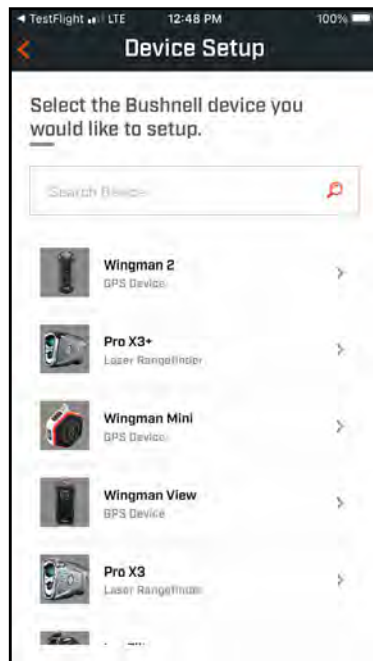 TestFlight LTE 12:48 PM 100%
Device Setup
Select the Bushnell device you
would like to setup.
Search Device
Wingman 2
GPS Device
Pro X3+
Laser Rangefinder
Wingman Mini
GPS Device
Wingman View
GPS Device
Pro X3
Laser Rangefinder